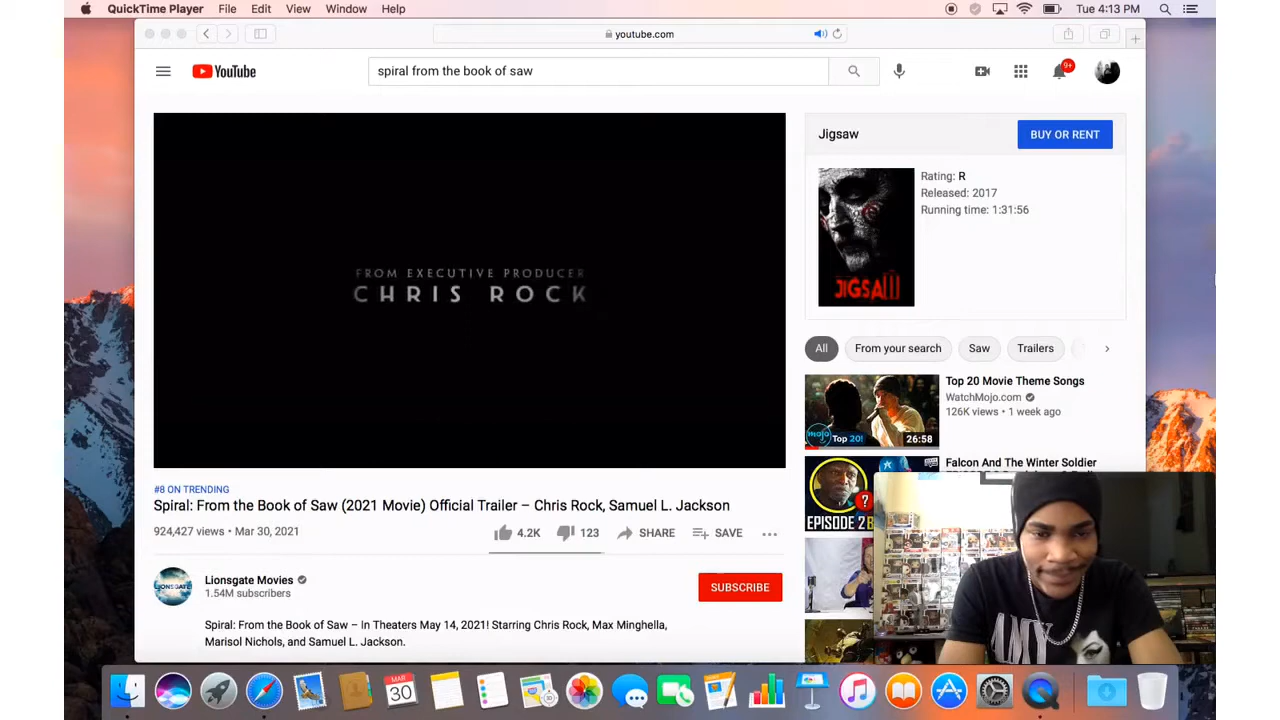 QuickTime Player File Edit View Window Help
Tue 4:13 PM
youtube.com
YouTube
spiral from the book of saw
9+
FROM EXECUTIVE PRODUCER
CHRIS ROCK
#8 ON TRENDING
Spiral: From the Book of Saw (2021 Movie) Official Trailer – Chris Rock, Samuel L. Jackson
924,427 views • Mar 30, 2021
4.2K 123 SHARE SAVE
LIONSGATE
Lionsgate Movies
1.54M subscribers
SUBSCRIBE
Spiral: From the Book of Saw – In Theaters May 14, 2021! Starring Chris Rock, Max Minghella,
Marisol Nichols, and Samuel L. Jackson.
Jigsaw
BUY OR RENT
Rating: R
Released: 2017
Running time: 1:31:56
JIGSAW
All From your search Saw Trailers
Top 20 Movie Theme Songs
WatchMojo.com
126K views • 1 week ago
mojo
Top 20!
26:58
Falcon And The Winter Soldier
?
EPISODE 2
AMY
MAR
30